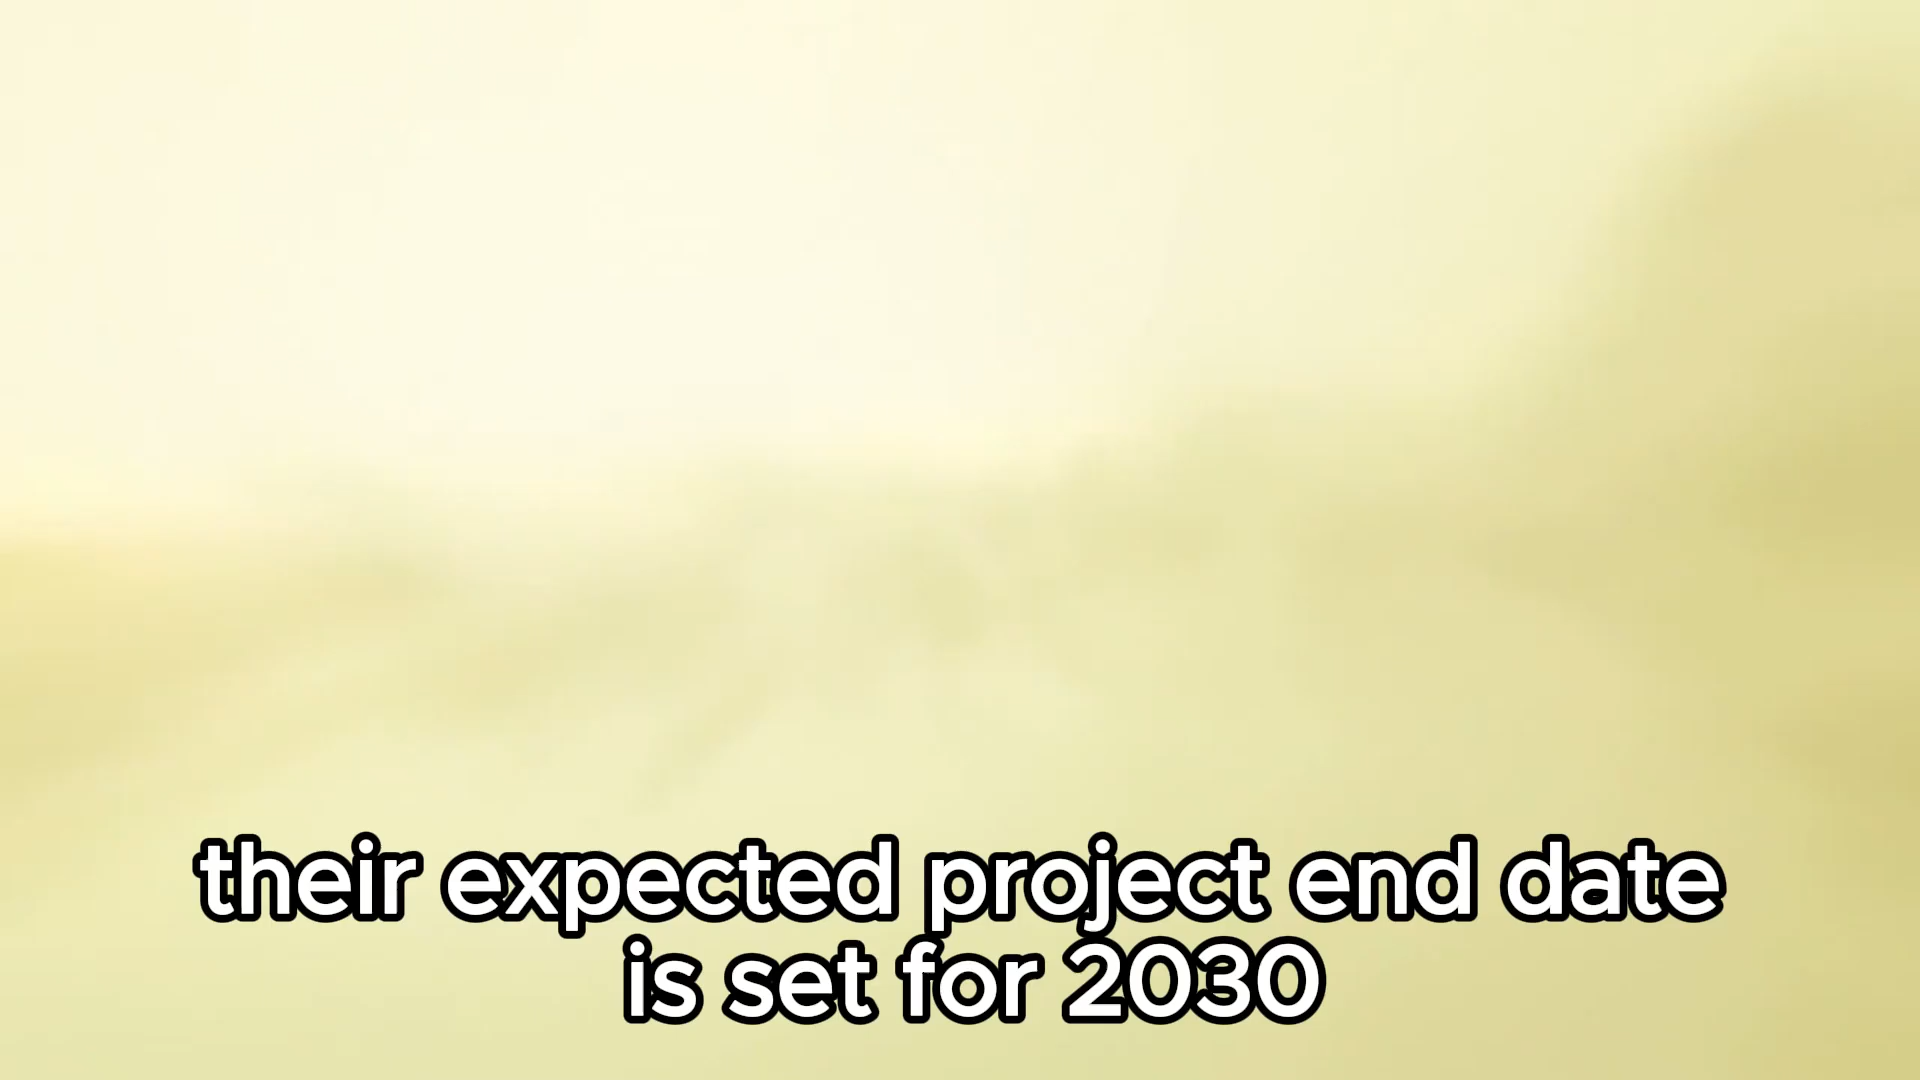 their expected project end date
is set for 2030